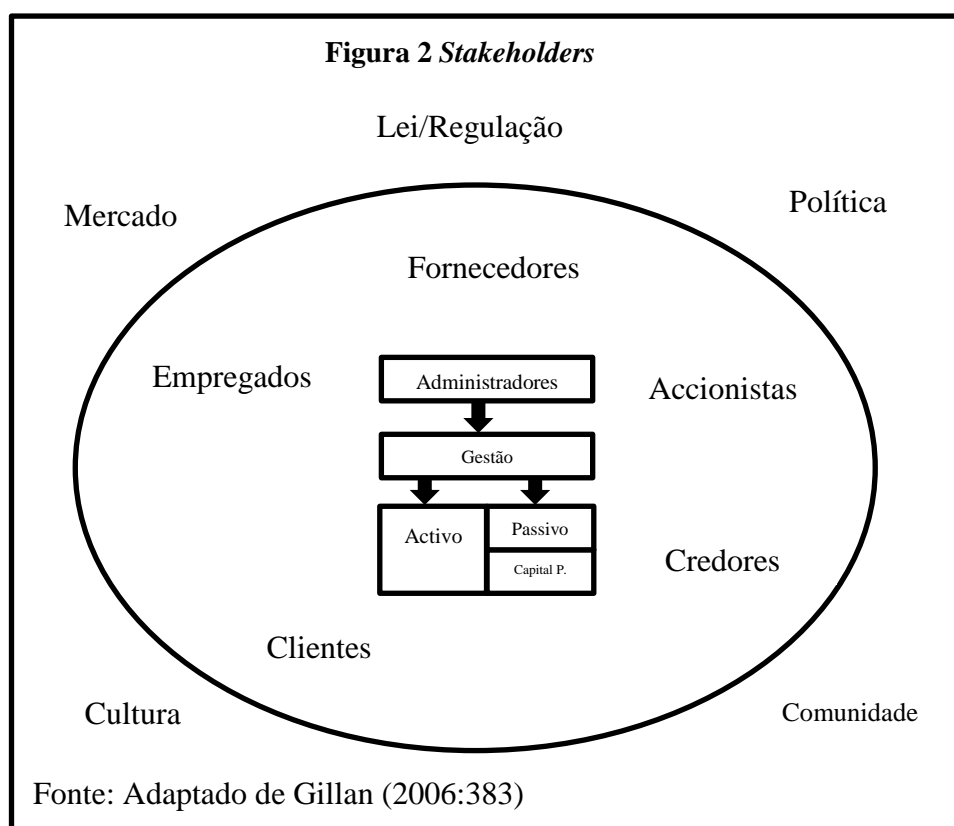 Figura 2 Stakeholders
Lei/Regulação
Mercado
Política
Fornecedores
Empregados
Administradores
Accionistas
Gestão
Activo
Passivo
Capital P.
Credores
Clientes
Cultura
Comunidade
Fonte: Adaptado de Gillan (2006:383)